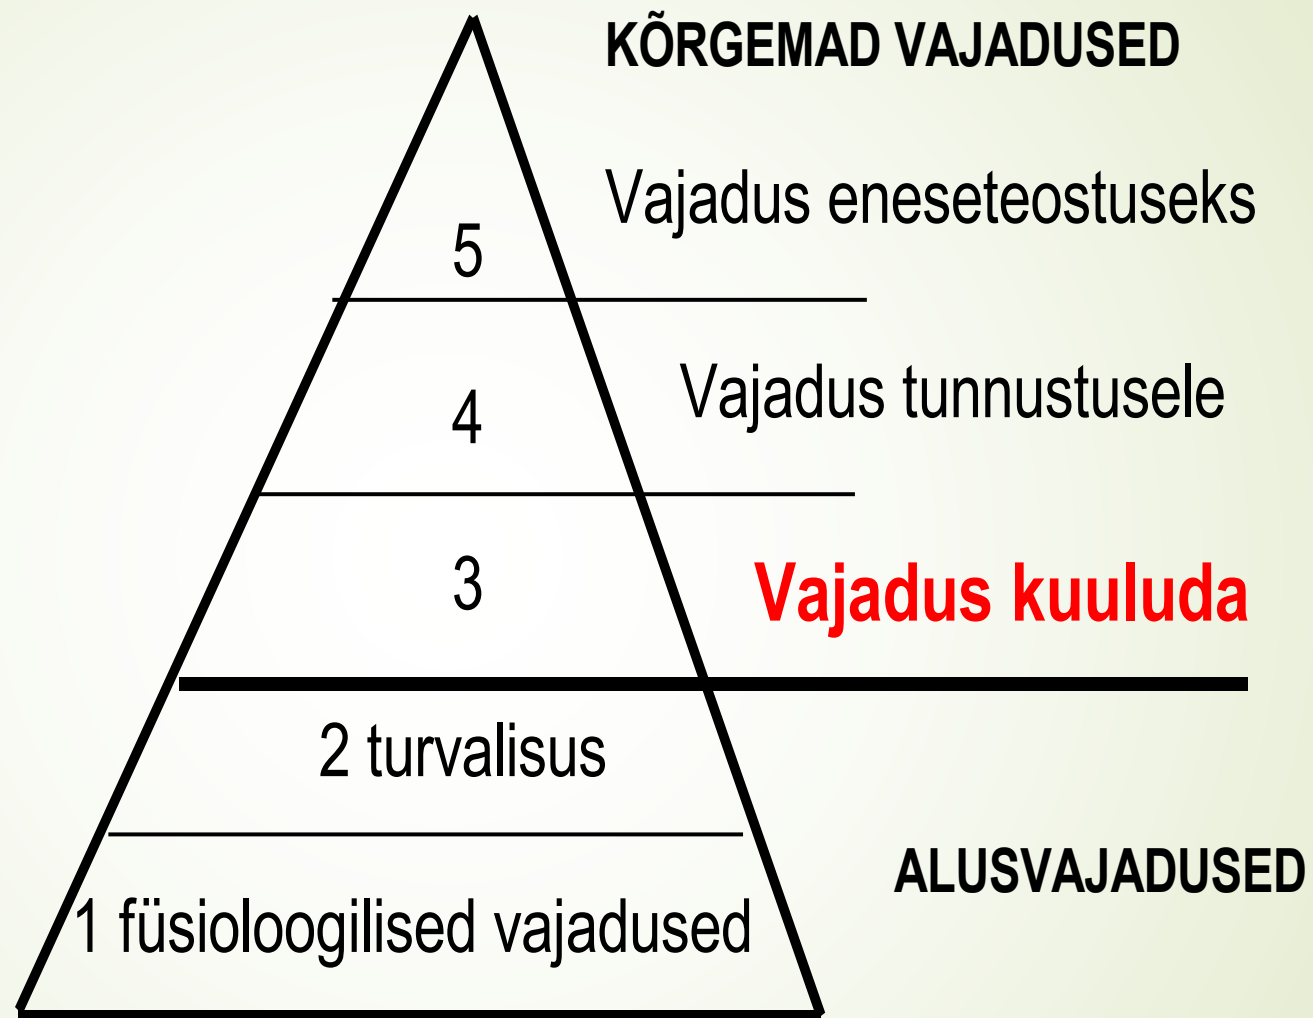 KÕRGEMAD VAJADUSED
Vajadus eneseteostuseks
5
Vajadus tunnustusele
4
3
Vajadus kuuluda
2 turvalisus
ALUSVAJADUSED
1 füsioloogilised vajadused